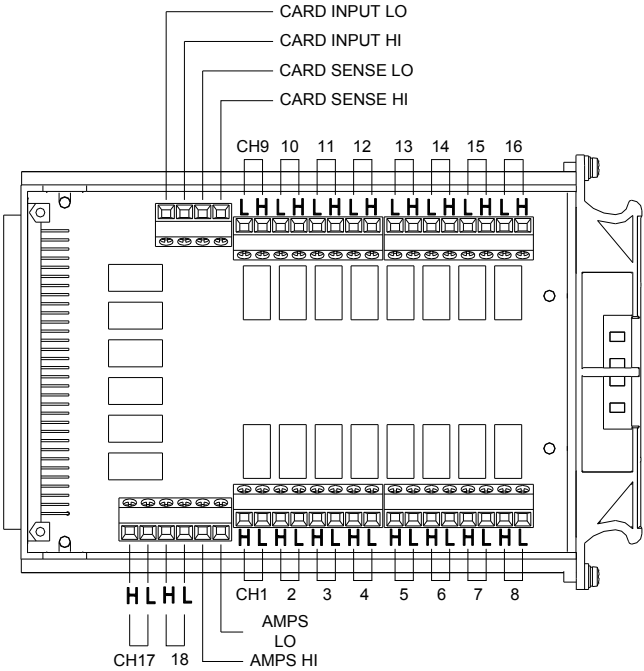 CARD INPUT LO
CARD INPUT HI
CARD SENSE LO
CARD SENSE HI
CH9 10 11 12 13 14 15 16
L H L H L H L H L H L H L H L H
H L H L H L H L H L H L H L H L
CH1 2 3 4 5 6 7 8
H L H L
AMPS
LO
CH17 18 AMPS HI